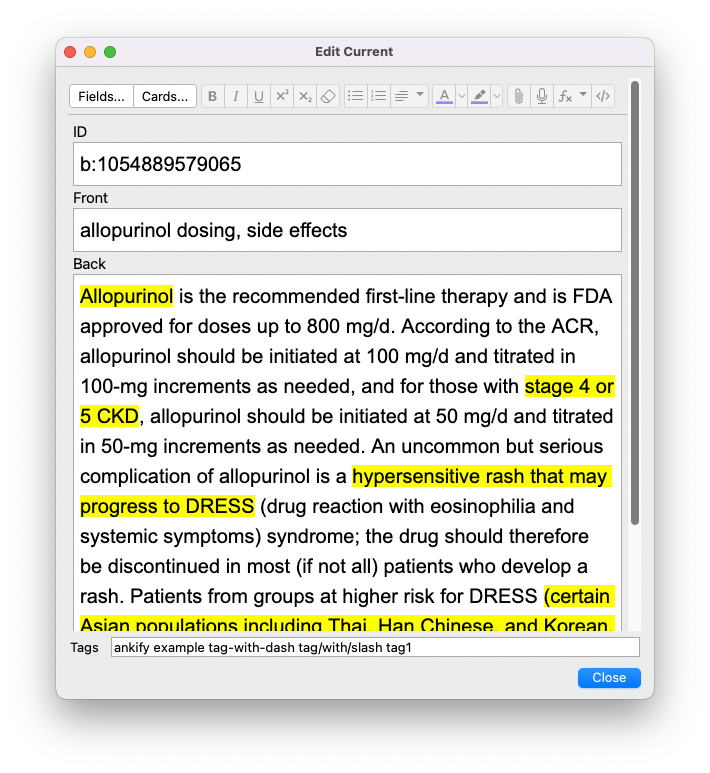 Edit Current
Fields... Cards... B I U X² X₂ A fx </>
ID
b:1054889579065
Front
allopurinol dosing, side effects
Back
Allopurinol is the recommended first-line therapy and is FDA
approved for doses up to 800 mg/d. According to the ACR,
allopurinol should be initiated at 100 mg/d and titrated in
100-mg increments as needed, and for those with stage 4 or
5 CKD, allopurinol should be initiated at 50 mg/d and titrated
in 50-mg increments as needed. An uncommon but serious
complication of allopurinol is a hypersensitive rash that may
progress to DRESS (drug reaction with eosinophilia and
systemic symptoms) syndrome; the drug should therefore
be discontinued in most (if not all) patients who develop a
rash. Patients from groups at higher risk for DRESS (certain
Asian populations including Thai, Han Chinese, and Korean
Tags ankify example tag-with-dash tag/with/slash tag1
Close